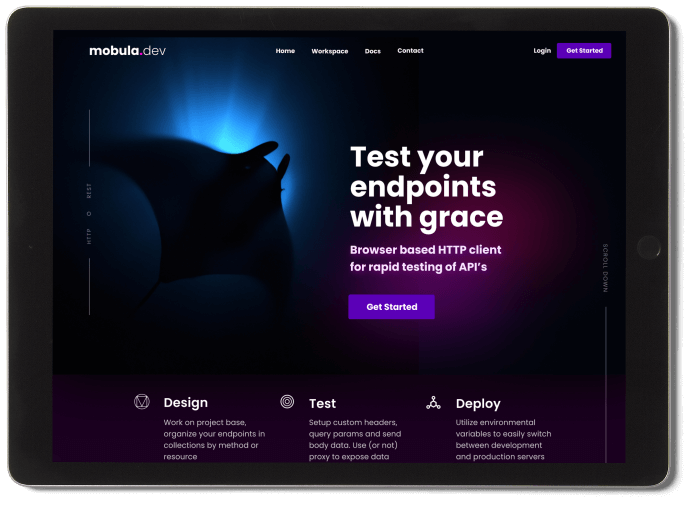 mobula.dev
Home Workspace Docs Contact
Login Get Started
HTTP O REST
Test your
endpoints
with grace
Browser based HTTP client
for rapid testing of API's
Get Started
SCROLL DOWN
Design
Work on project base,
organize your endpoints in
collections by method or
resource
Test
Setup custom headers,
query params and send
body data. Use (or not)
proxy to expose data
Deploy
Utilize environmental
variables to easily switch
between development
and production servers